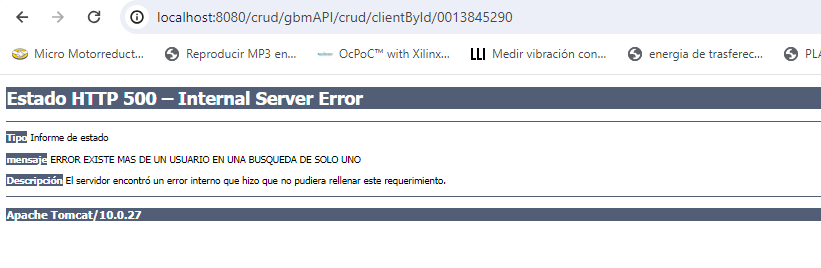 localhost:8080/crud/gbmAPI/crud/clientById/0013845290
Micro Motorreduct... Reproducir MP3 en... OcPoC™ with Xilinx... Medir vibración con... energia de trasferec... PLA
Estado HTTP 500 – Internal Server Error
Tipo Informe de estado
mensaje ERROR EXISTE MAS DE UN USUARIO EN UNA BUSQUEDA DE SOLO UNO
Descripción El servidor encontró un error interno que hizo que no pudiera rellenar este requerimiento.
Apache Tomcat/10.0.27